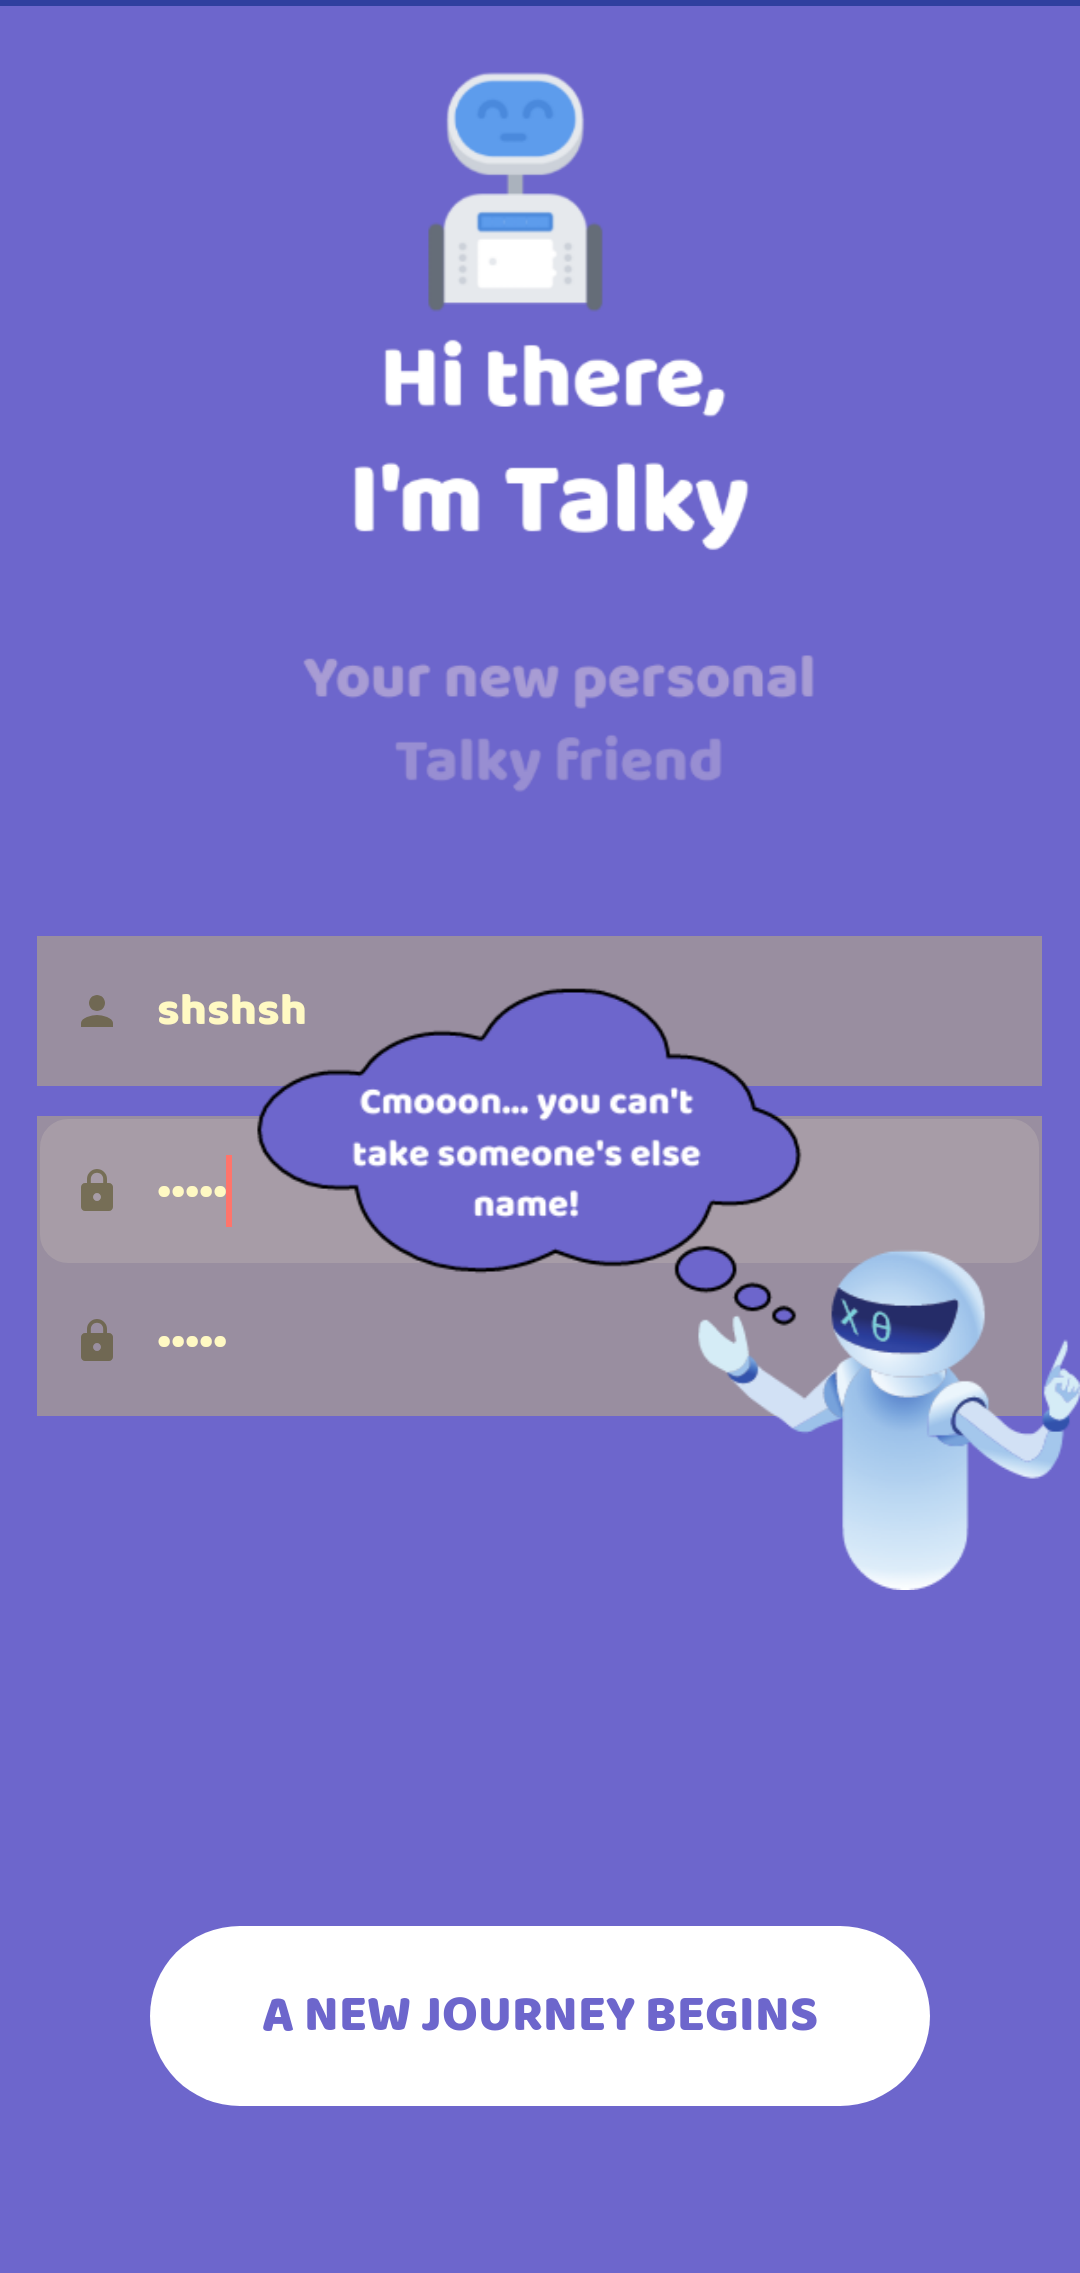 Hi there,
I'm Talky
Your new personal
Talky friend
shshsh
Cmooon... you can't
take someone's else
name!
•••••
•••••
A NEW JOURNEY BEGINS